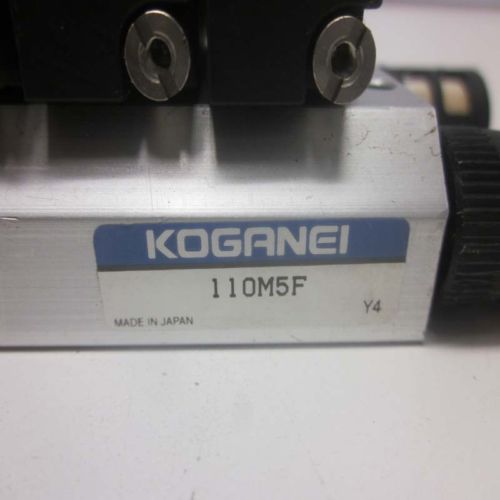 KOGANEI
110M5F
Y4
MADE IN JAPAN